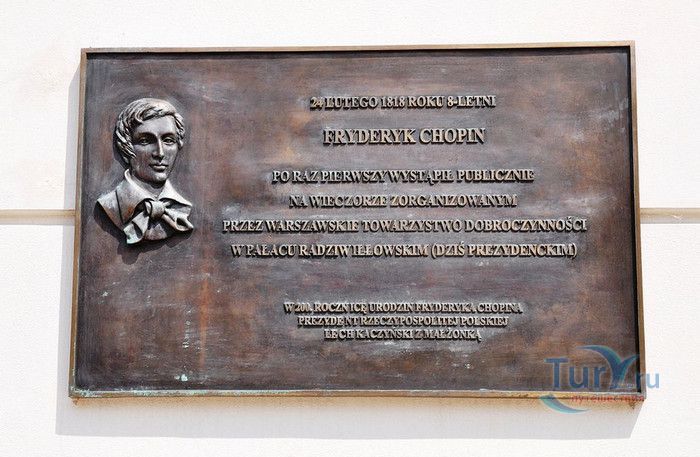 24 LUTEGO 1818 ROKU 8-LETNI
FRYDERYK CHOPIN
PO RAZ PIERWSZY WYSTĄPIŁ PUBLICZNIE
NA WIECZORZE ZORGANIZOWANYM
PRZEZ WARSZAWSKIE TOWARZYSTWO DOBROCZYNNOŚCI
W PAŁACU RADZIWIŁŁOWSKIM (DZIŚ PREZYDENCKIM)
W 200. ROCZNICĘ URODZIN FRYDERYKA CHOPINA
PREZYDENT RZECZYPOSPOLITEJ POLSKIEJ
LECH KACZYŃSKI Z MAŁŻONKĄ
TurY.ru
путешествия